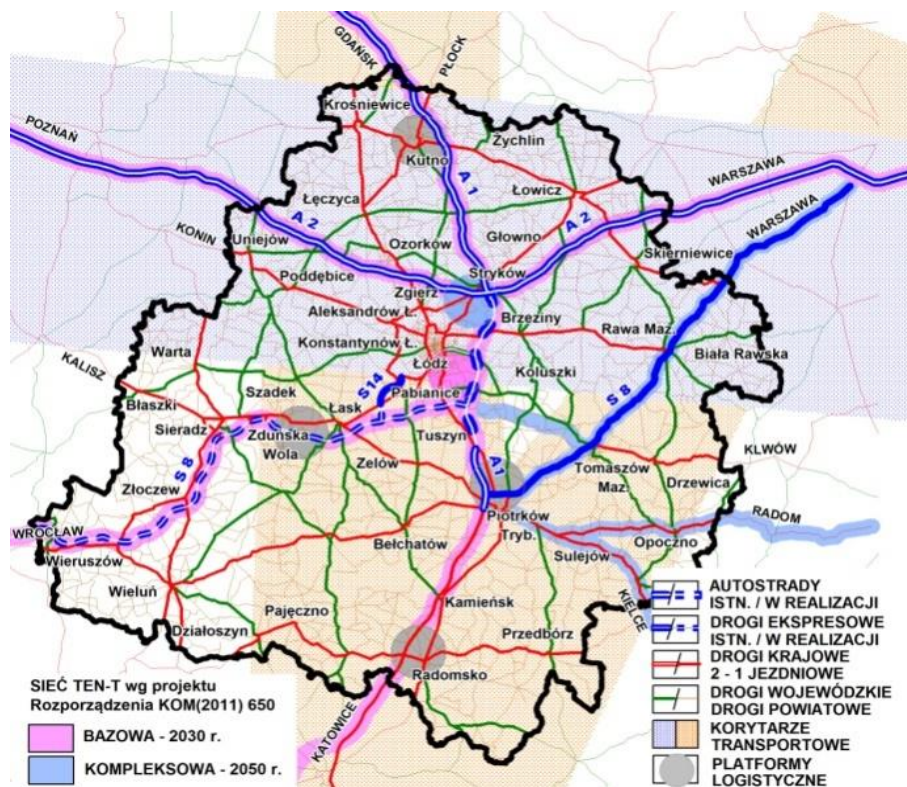 GDAŃSK
PŁOCK
Krośniewice
POZNAŃ
Żychlin
Kutno
WARSZAWA
A 1
Łęczyca
Łowicz
WARSZAWA
A 2
A 2
KONIN
Uniejów
Ozorków
Głowno
Skierniewice
Poddębice
Stryków
Zgierz
Aleksandrów Ł.
Brzeziny
Rawa Maz.
Konstantynów Ł.
Warta
Biała Rawska
KALISZ
Łódź
Koluszki
S14
S 8
Szadek
Pabianice
Błaszki
Łask
Sieradz
Zduńska
Wola
Tuszyn
KLWÓW
Zelów
A1
Tomaszów
Maz.
Drzewica
S 8
Złoczew
WROCŁAW
Piotrków
Tryb.
RADOM
Bełchatów
Opoczno
Sulejów
Wieruszów
Wieluń
KIELCE
Kamieńsk
Pajęczno
Przedbórz
Działoszyn
Radomsko
KATOWICE
SIEĆ TEN-T wg projektu
Rozporządzenia KOM(2011) 650
BAZOWA - 2030 r.
KOMPLEKSOWA - 2050 r.
AUTOSTRADY
ISTN. / W REALIZACJI
DROGI EKSPRESOWE
ISTN. / W REALIZACJI
DROGI KRAJOWE
2 - 1 JEZDNIOWE
DROGI WOJEWÓDZKIE
DROGI POWIATOWE
KORYTARZE
TRANSPORTOWE
PLATFORMY
LOGISTYCZNE